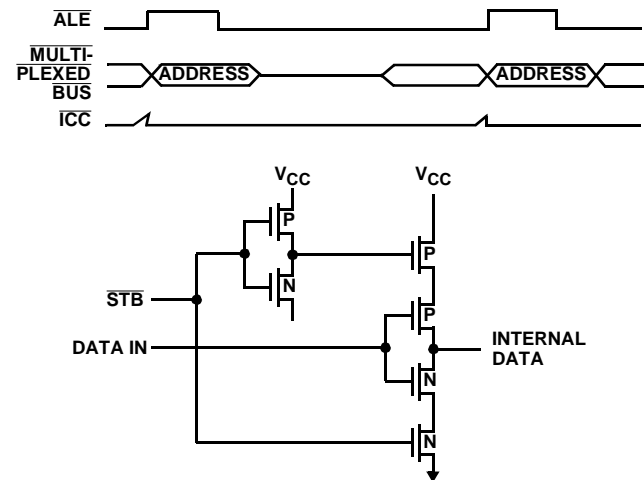 ALE
MULTI-
PLEXED
BUS
ADDRESS
ADDRESS
ICC
VCC
VCC
P
P
N
STB
P
DATA IN
INTERNAL
DATA
N
N